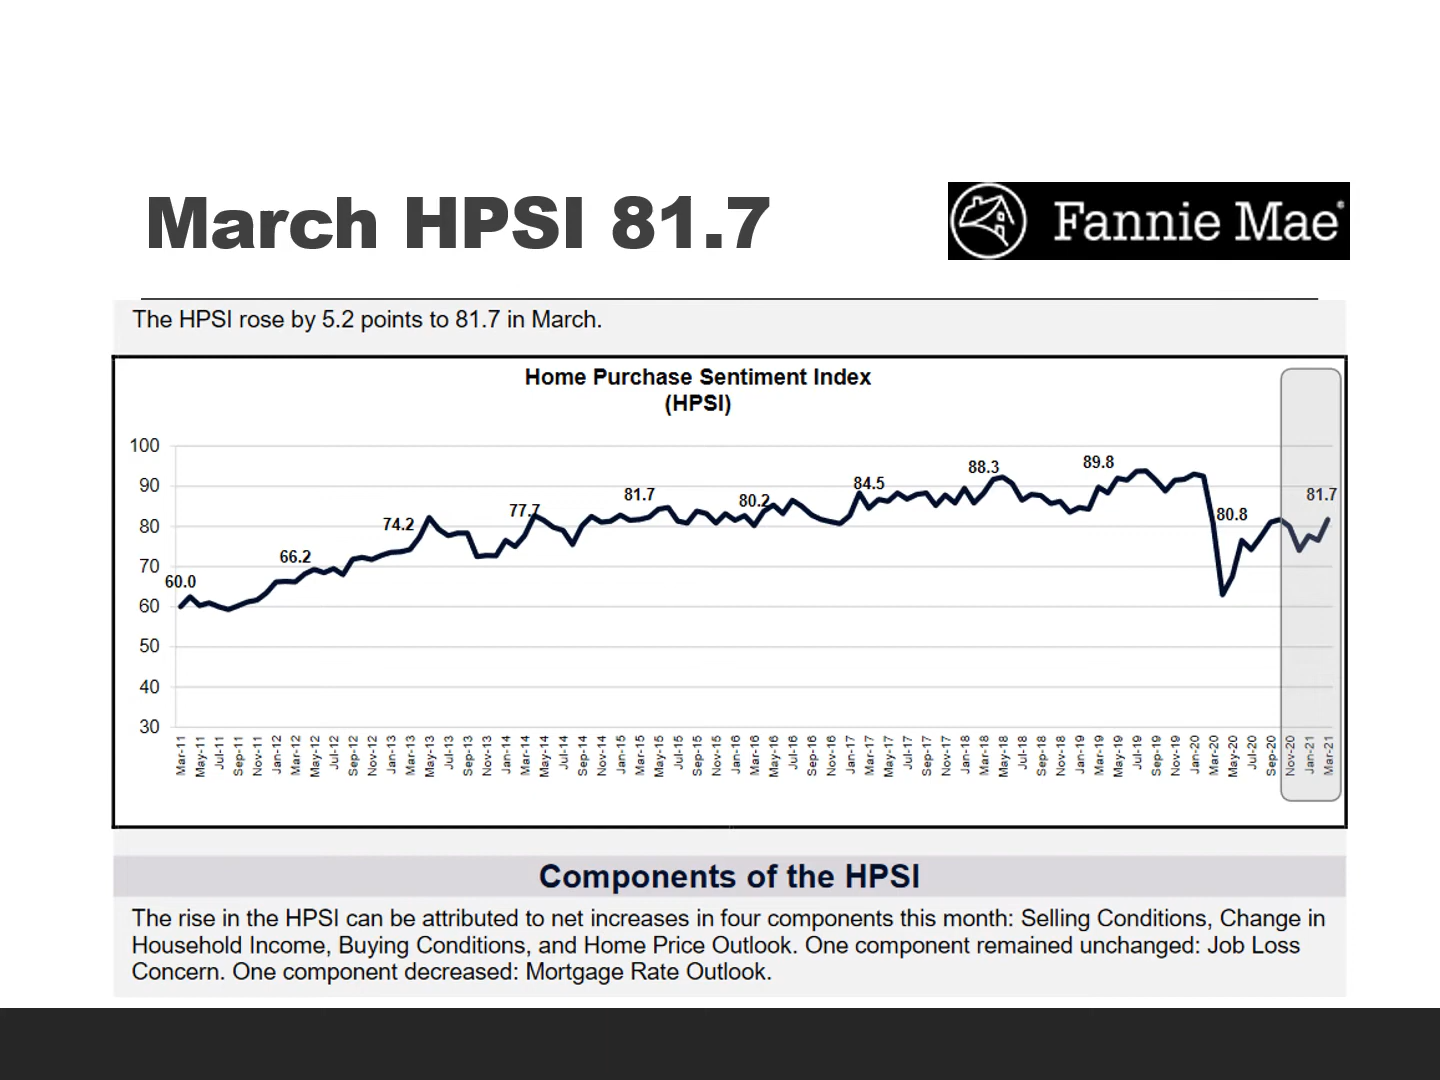 March HPSI 81.7
Fannie Mae®
The HPSI rose by 5.2 points to 81.7 in March.
Home Purchase Sentiment Index
(HPSI)
100
90
80
70
60
50
40
30
60.0
66.2
74.2
77.7
81.7
80.2
84.5
88.3
89.8
80.8
81.7
Mar-11
May-11
Jul-11
Sep-11
Nov-11
Jan-12
Mar-12
May-12
Jul-12
Sep-12
Nov-12
Jan-13
Mar-13
May-13
Jul-13
Sep-13
Nov-13
Jan-14
Mar-14
May-14
Jul-14
Sep-14
Nov-14
Jan-15
Mar-15
May-15
Jul-15
Sep-15
Nov-15
Jan-16
Mar-16
May-16
Jul-16
Sep-16
Nov-16
Jan-17
Mar-17
May-17
Jul-17
Sep-17
Nov-17
Jan-18
Mar-18
May-18
Jul-18
Sep-18
Nov-18
Jan-19
Mar-19
May-19
Jul-19
Sep-19
Nov-19
Jan-20
Mar-20
May-20
Jul-20
Sep-20
Nov-20
Jan-21
Mar-21
Components of the HPSI
The rise in the HPSI can be attributed to net increases in four components this month: Selling Conditions, Change in
Household Income, Buying Conditions, and Home Price Outlook. One component remained unchanged: Job Loss
Concern. One component decreased: Mortgage Rate Outlook.